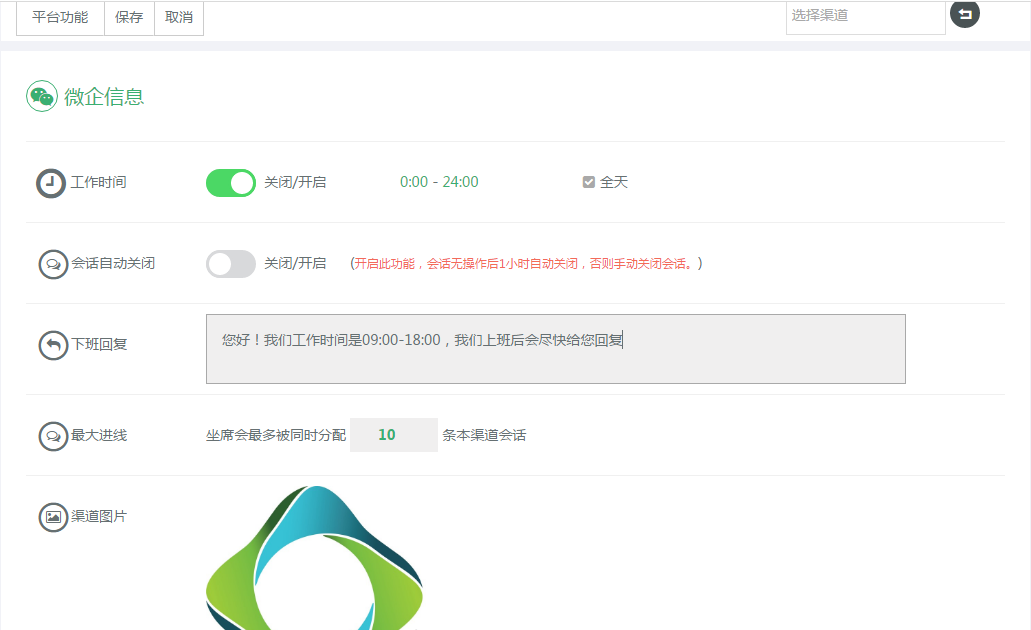 平台功能 保存 取消 选择渠道
微企信息
工作时间 关闭/开启 0:00 - 24:00 全天
会话自动关闭 关闭/开启 (开启此功能，会话无操作后1小时自动关闭，否则手动关闭会话。)
下班回复 您好！我们工作时间是09:00-18:00，我们上班后会尽快给您回复
最大进线 坐席会最多被同时分配 10 条本渠道会话
渠道图片